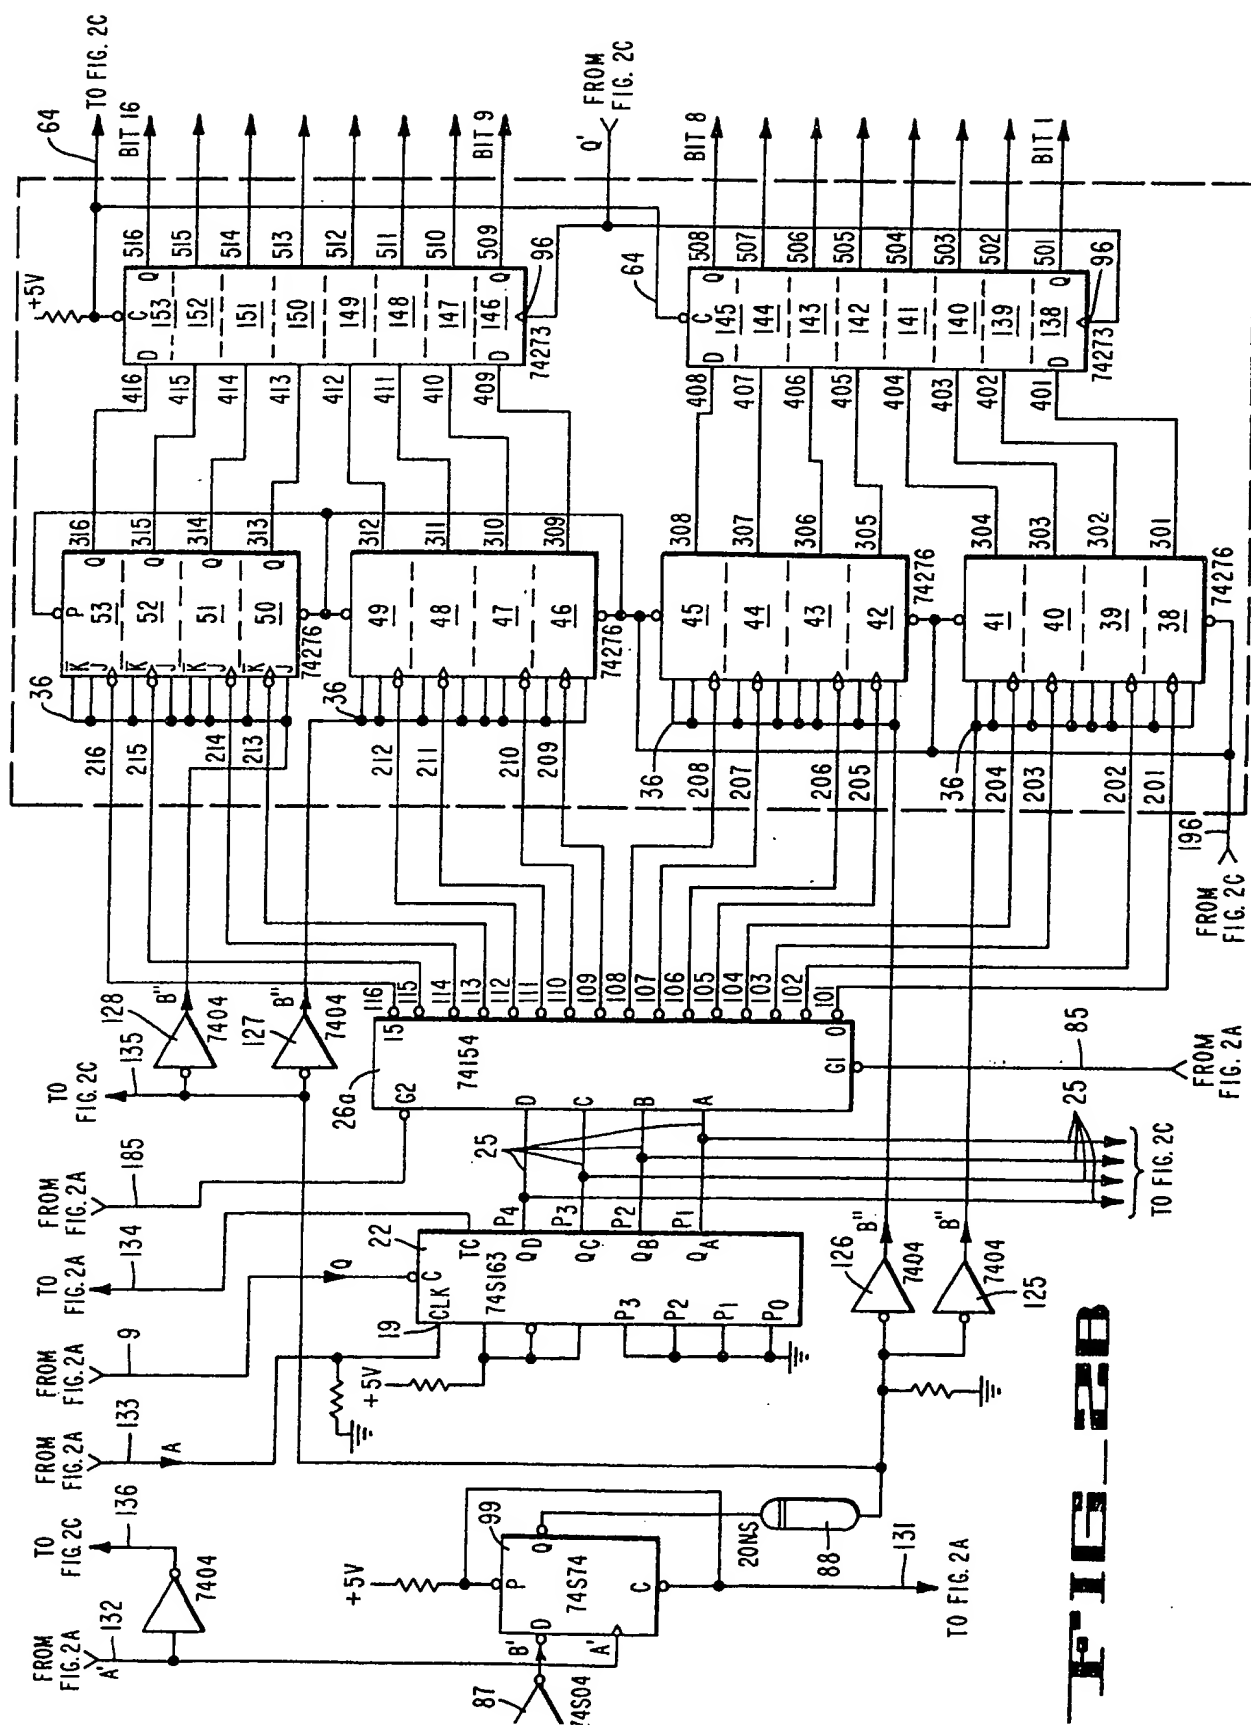 64
TO FIG. 2C
BIT 16
BIT 9
Q'
FROM
FIG. 2C
BIT 8
BIT 1
+5V
516
515
514
513
512
511
510
509
96
64
508
507
506
505
504
503
502
501
96
C
D
Q
153
152
151
150
149
148
147
146
D
Q
74273
C
D
Q
145
144
143
142
141
140
139
138
D
Q
74273
416
415
414
413
412
411
410
409
408
407
406
405
404
403
402
401
316
315
314
313
312
311
310
309
308
307
306
305
304
303
302
301
P
Q
Q
Q
Q
53
52
51
50
K
J
K
J
K
J
K
J
74276
49
48
47
46
74276
45
44
43
42
74276
41
40
39
38
74276
36
36
36
36
216
215
214
213
212
211
210
209
208
207
206
205
204
203
202
201
196
FROM
FIG. 2C
TO
FIG. 2C
135
128
B"
7404
127
B"
7404
116
115
114
113
112
111
110
109
108
107
106
105
104
103
102
101
26a
15
0
74154
G2
G1
D
C
B
A
85
FROM
FIG. 2A
FROM
FIG. 2A
185
25
25
TO FIG. 2C
TO
FIG. 2A
134
22
TC
P4
P3
P2
P1
QD
QC
QB
QA
74S163
C
CLK
19
Q
P3
P2
P1
P0
+5V
FROM
FIG. 2A
9
FROM
FIG. 2A
133
A
126
B"
7404
B"
7404
125
TO
FIG. 2C
136
7404
FROM
FIG. 2A
132
A'
+5V
99
P
Q
74S74
D
C
B'
A'
87
74S04
20NS
88
131
TO FIG. 2A
FIG. 2B